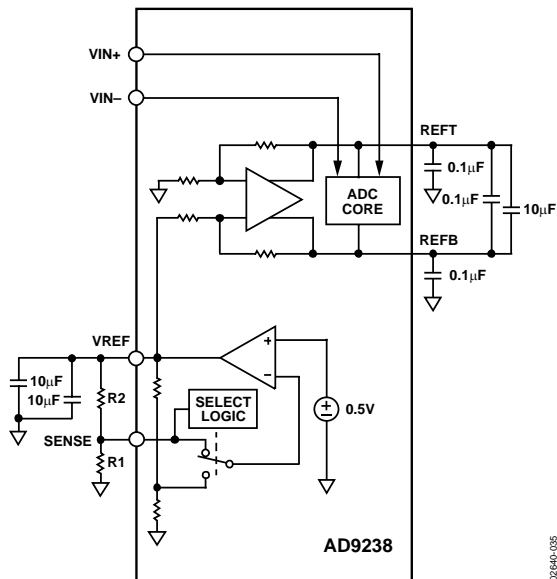 VIN+
VIN–
REFT
0.1µF
ADC
CORE
0.1µF
10µF
REFB
0.1µF
VREF
10µF
10µF
R2
SELECT
LOGIC
0.5V
SENSE
R1
AD9238
02640-035